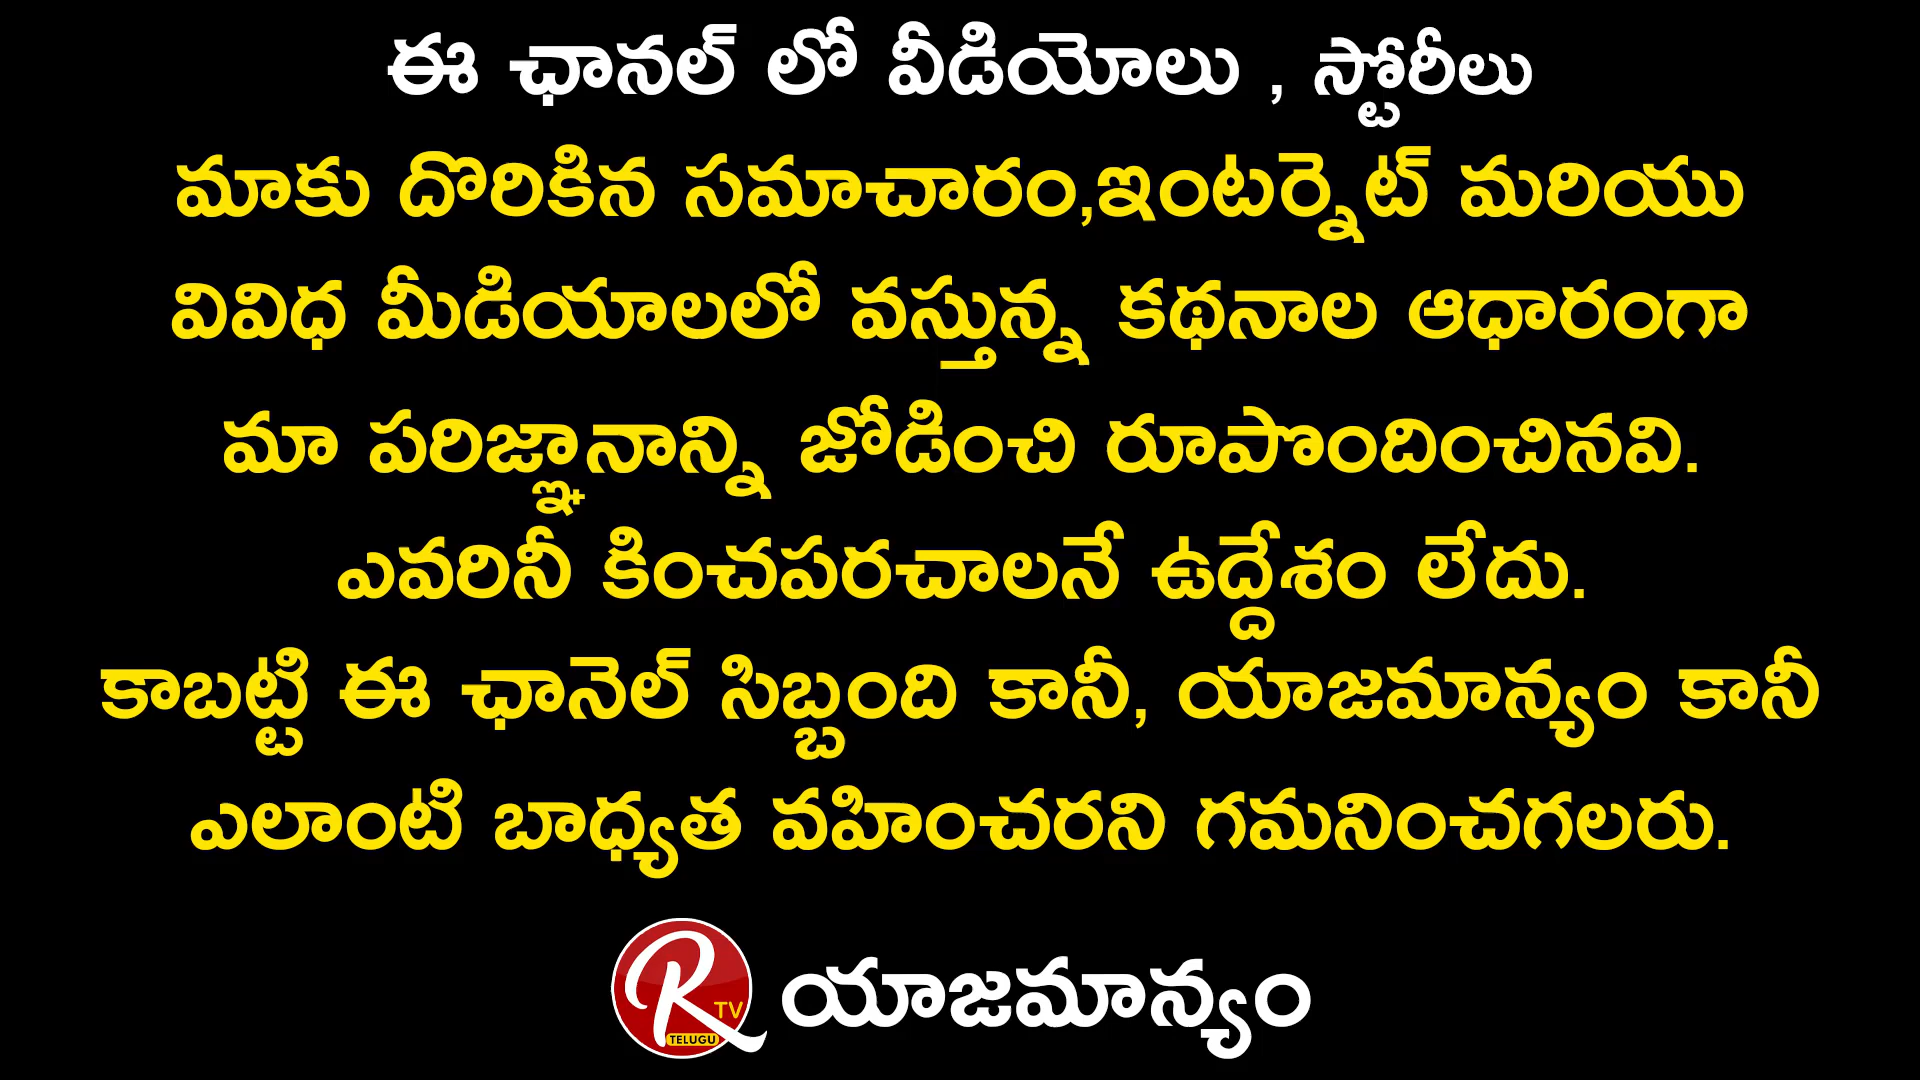 ఈ ఛానల్ లో వీడియోలు , స్టోరీలు
మాకు దొరికిన సమాచారం,ఇంటర్నెట్ మరియు
వివిధ మీడియాలలో వస్తున్న కథనాల ఆధారంగా
మా పరిజ్ఞానాన్ని జోడించి రూపొందించినవి.
ఎవరినీ కించపరచాలనే ఉద్దేశం లేదు.
కాబట్టి ఈ ఛానెల్ సిబ్బంది కానీ, యాజమాన్యం కానీ
ఎలాంటి బాధ్యత వహించరని గమనించగలరు.
R TV TELUGU యాజమాన్యం